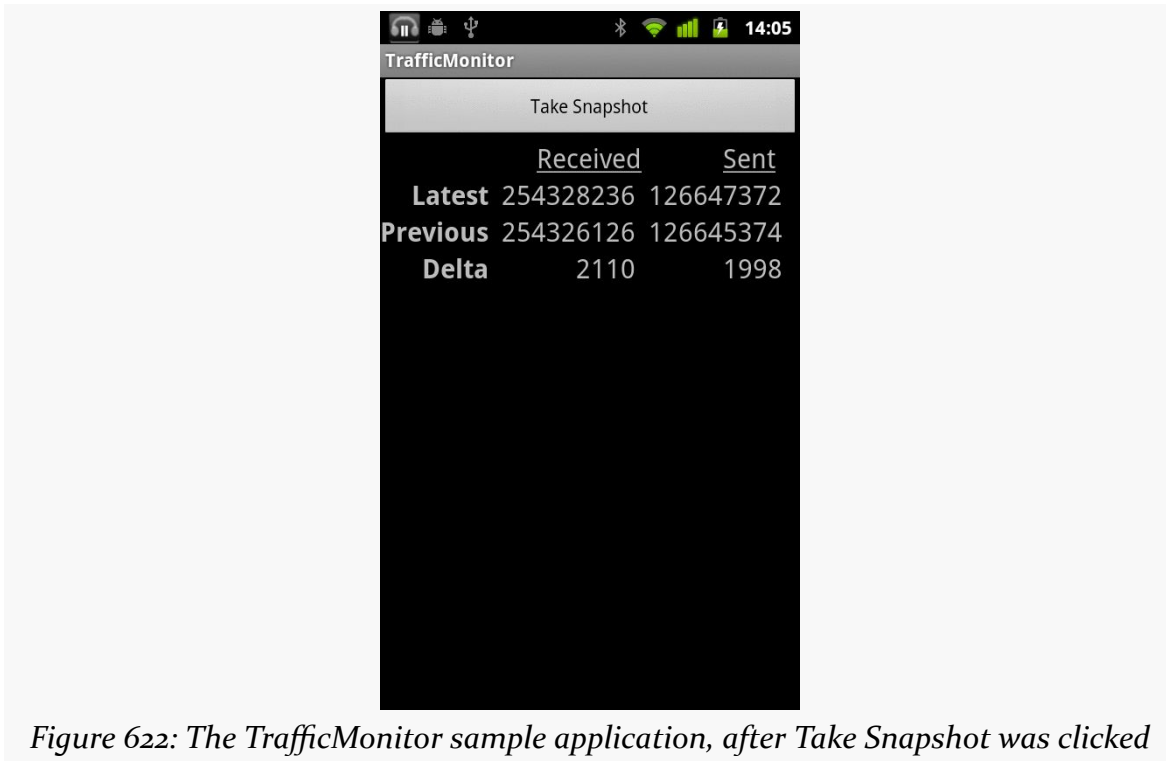 14:05
TrafficMonitor
Take Snapshot
Received Sent
Latest 254328236 126647372
Previous 254326126 126645374
Delta 2110 1998
Figure 622: The TrafficMonitor sample application, after Take Snapshot was clicked